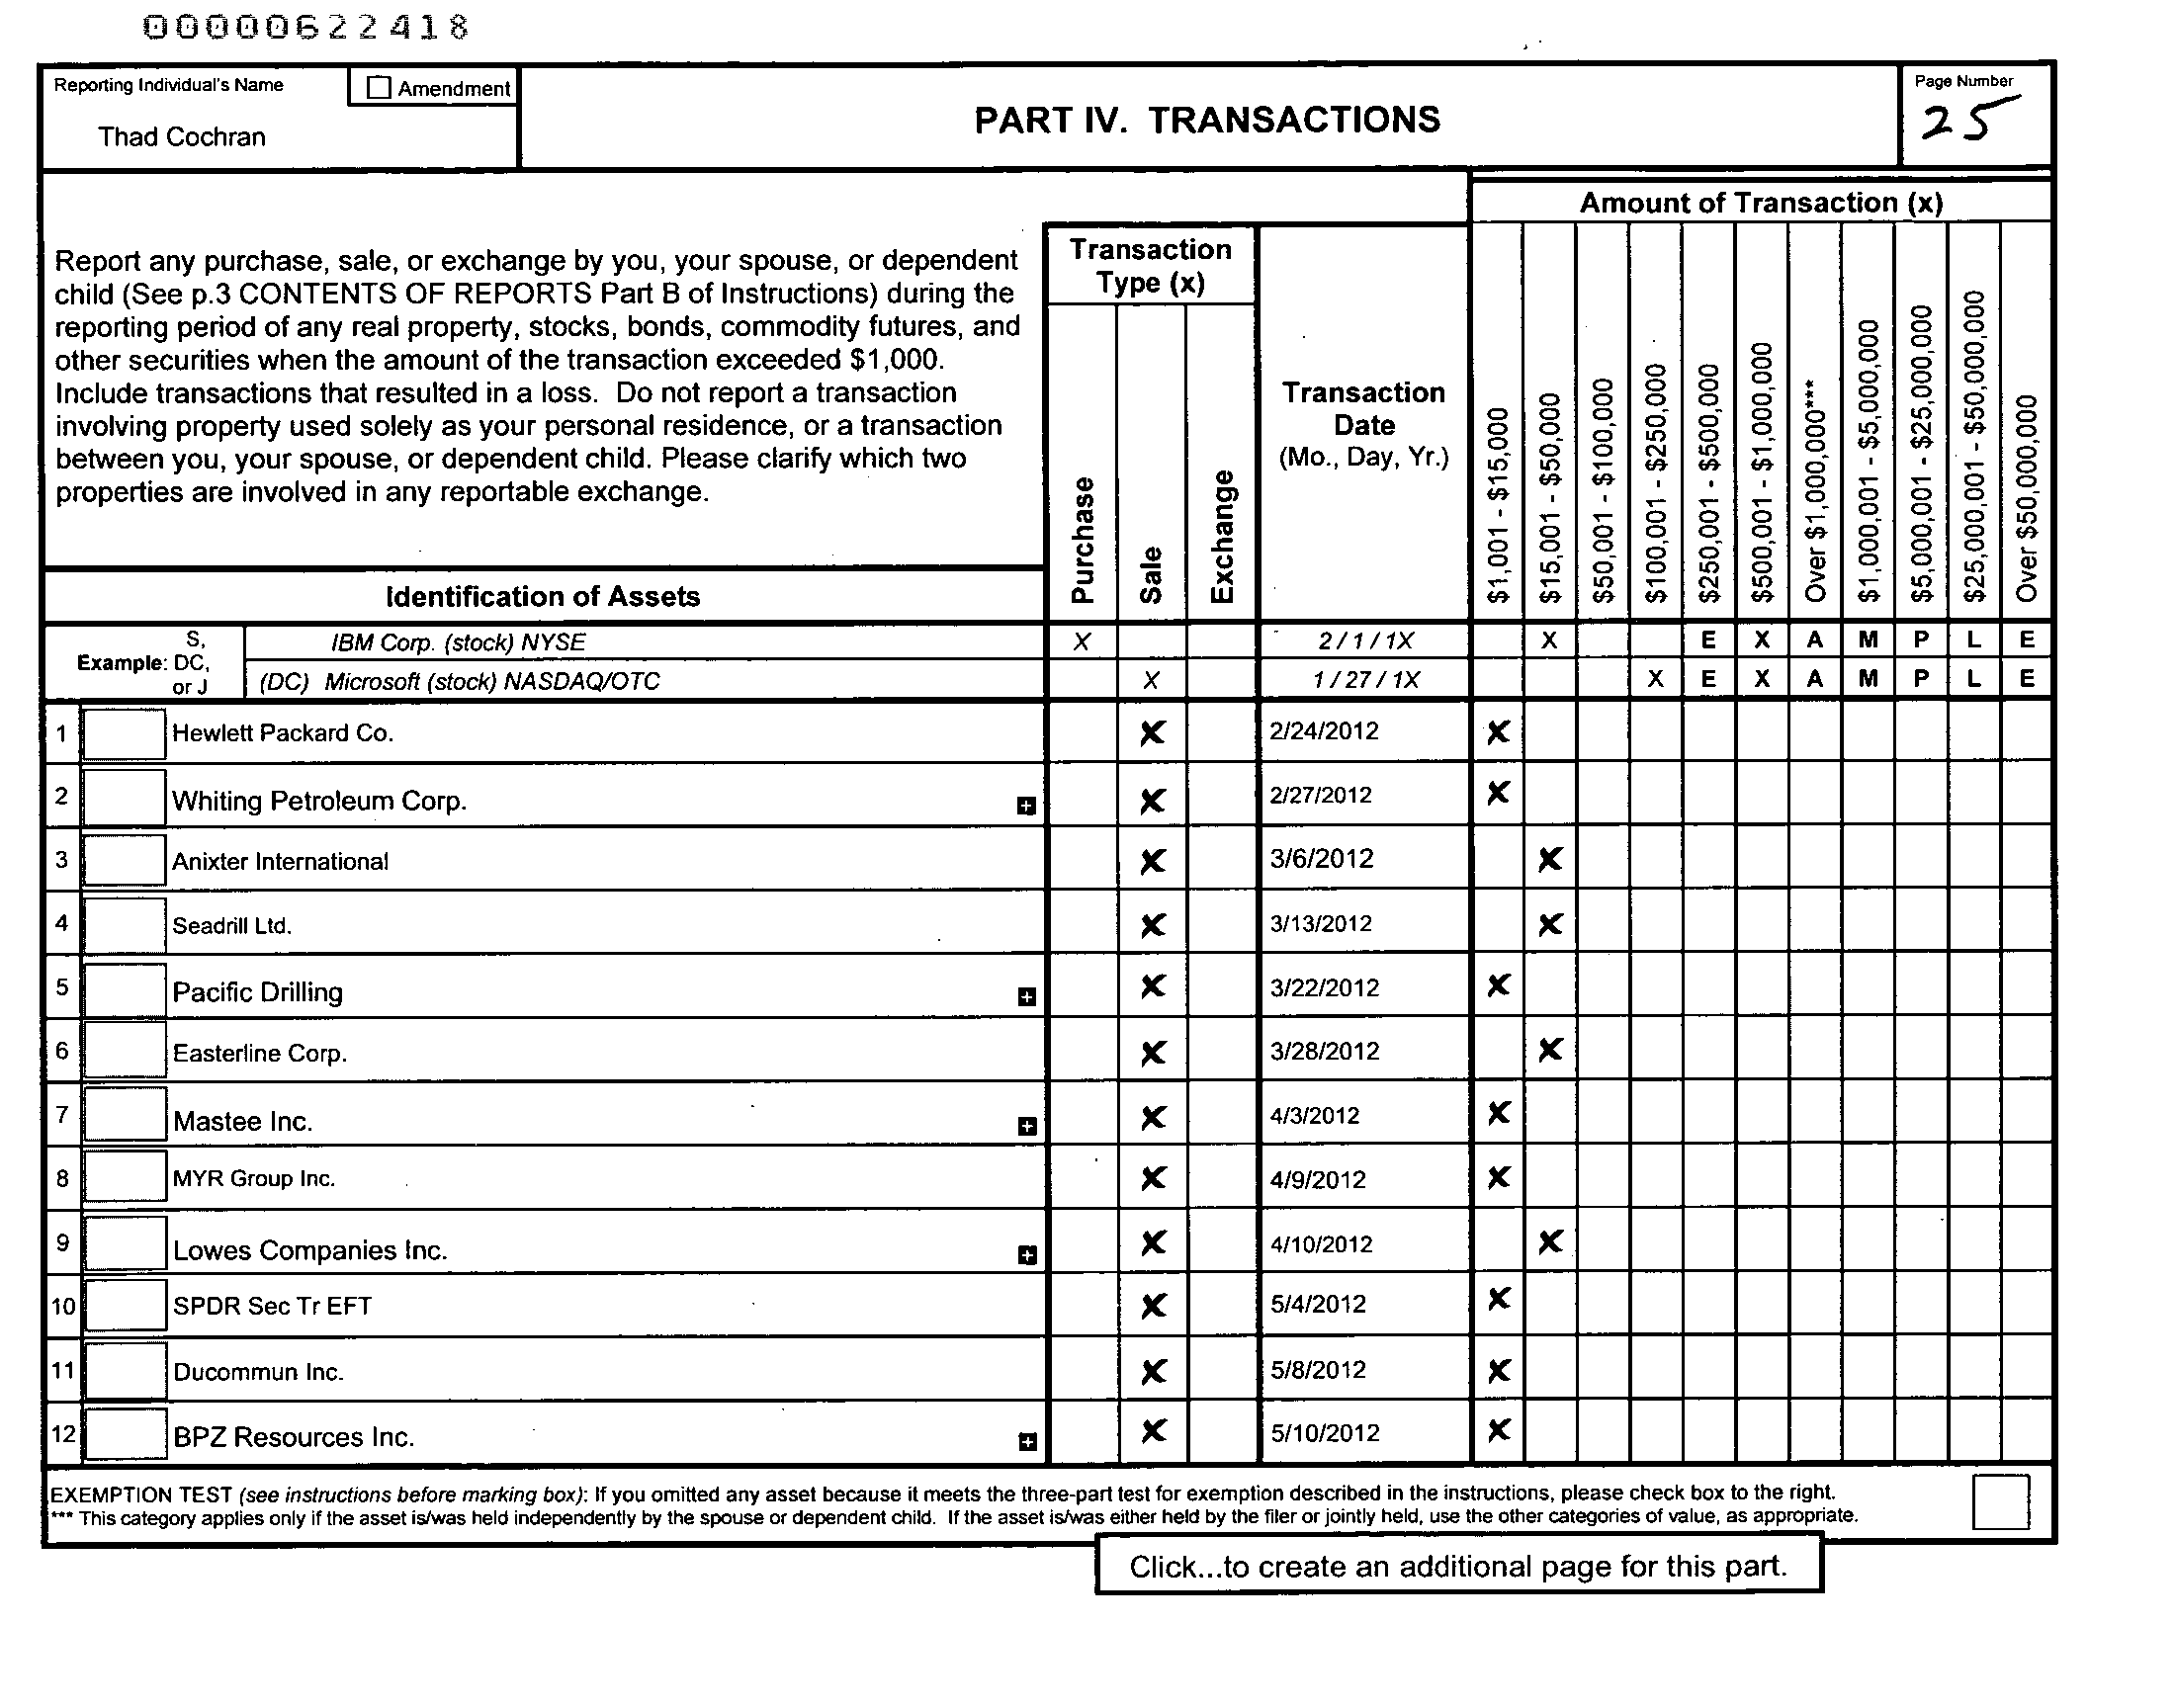 00000622418
Reporting Individual's Name
☐ Amendment
Thad Cochran
PART IV. TRANSACTIONS
Page Number
25
Report any purchase, sale, or exchange by you, your spouse, or dependent
child (See p.3 CONTENTS OF REPORTS Part B of Instructions) during the
reporting period of any real property, stocks, bonds, commodity futures, and
other securities when the amount of the transaction exceeded $1,000.
Include transactions that resulted in a loss. Do not report a transaction
involving property used solely as your personal residence, or a transaction
between you, your spouse, or dependent child. Please clarify which two
properties are involved in any reportable exchange.
Identification of Assets
Transaction
Type (x)
Purchase
Sale
Exchange
Transaction
Date
(Mo., Day, Yr.)
Amount of Transaction (x)
$1,001 - $15,000
$15,001 - $50,000
$50,001 - $100,000
$100,001 - $250,000
$250,001 - $500,000
$500,001 - $1,000,000
Over $1,000,000***
$1,000,001 - $5,000,000
$5,000,001 - $25,000,000
$25,000,001 - $50,000,000
Over $50,000,000
Example:
S,
DC,
or J
IBM Corp. (stock) NYSE X 2 / 1 / 1X X E X A M P L E
(DC) Microsoft (stock) NASDAQ/OTC X 1 / 27 / 1X X E X A M P L E
1 Hewlett Packard Co. X 2/24/2012 X
2 Whiting Petroleum Corp. + X 2/27/2012 X
3 Anixter International X 3/6/2012 X
4 Seadrill Ltd. X 3/13/2012 X
5 Pacific Drilling + X 3/22/2012 X
6 Easterline Corp. X 3/28/2012 X
7 Mastee Inc. + X 4/3/2012 X
8 MYR Group Inc. X 4/9/2012 X
9 Lowes Companies Inc. + X 4/10/2012 X
10 SPDR Sec Tr EFT X 5/4/2012 X
11 Ducommun Inc. X 5/8/2012 X
12 BPZ Resources Inc. + X 5/10/2012 X
EXEMPTION TEST (see instructions before marking box): If you omitted any asset because it meets the three-part test for exemption described in the instructions, please check box to the right.
*** This category applies only if the asset is/was held independently by the spouse or dependent child. If the asset is/was either held by the filer or jointly held, use the other categories of value, as appropriate.
Click...to create an additional page for this part.